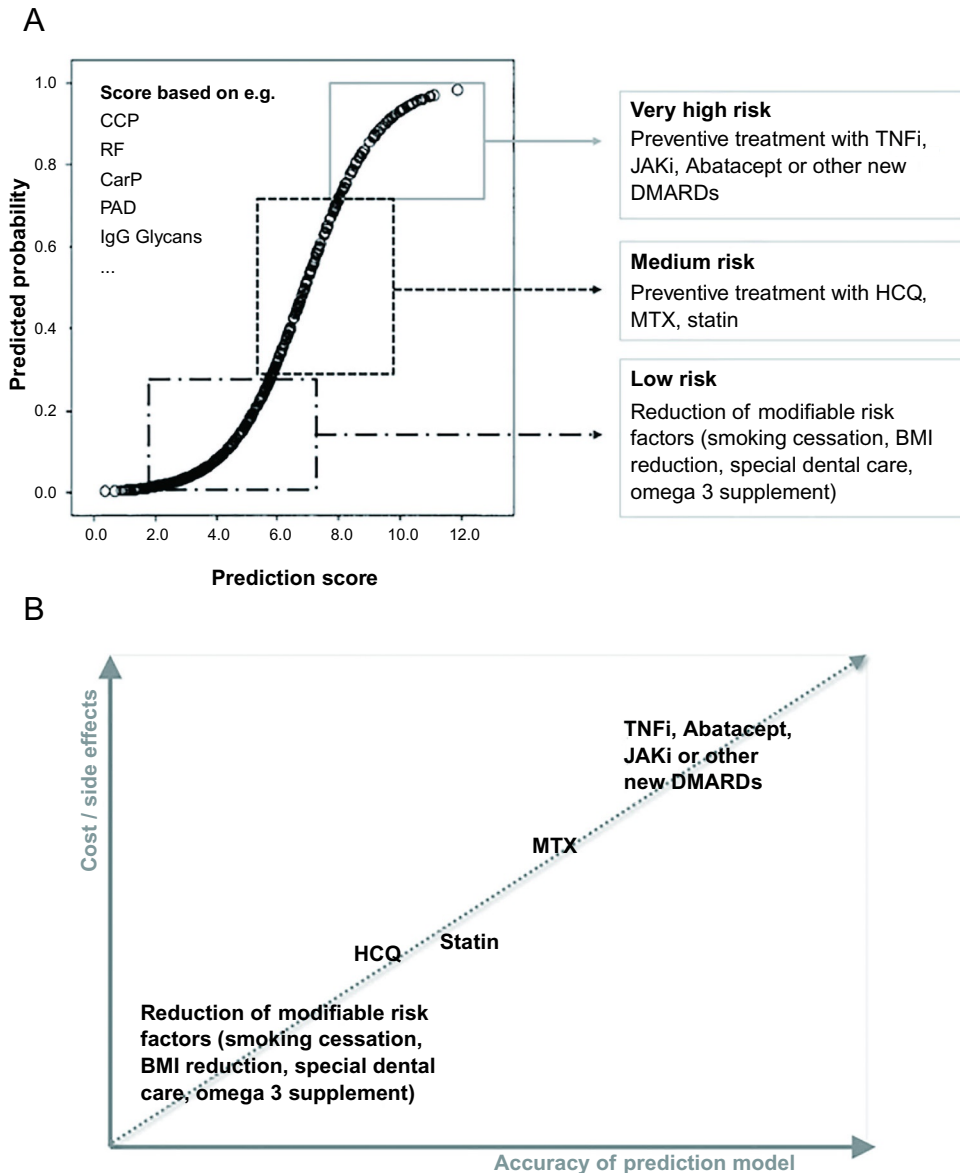 A
Predicted probability
1.0
0.8
0.6
0.4
0.2
0.0
0.0 2.0 4.0 6.0 8.0 10.0 12.0
Prediction score
Score based on e.g.
CCP
RF
CarP
PAD
IgG Glycans
...
Very high risk
Preventive treatment with TNFi,
JAKi, Abatacept or other new
DMARDs
Medium risk
Preventive treatment with HCQ,
MTX, statin
Low risk
Reduction of modifiable risk
factors (smoking cessation, BMI
reduction, special dental care,
omega 3 supplement)
B
Cost / side effects
TNFi, Abatacept,
JAKi or other
new DMARDs
MTX
Statin
HCQ
Reduction of modifiable risk
factors (smoking cessation,
BMI reduction, special dental
care, omega 3 supplement)
Accuracy of prediction model